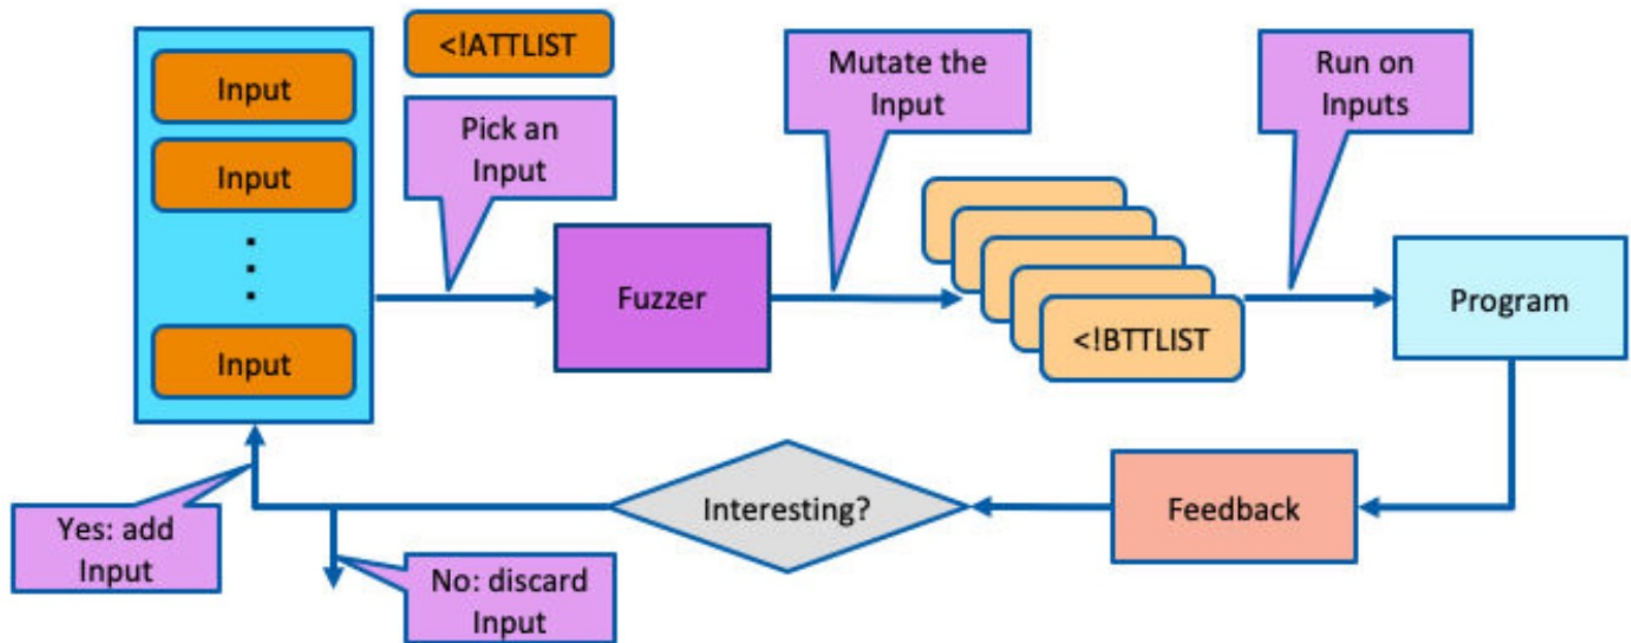 Input
Input
Input
<!ATTLIST
Pick an
Input
Fuzzer
Mutate the
Input
<!BTTLIST
Run on
Inputs
Program
Feedback
Interesting?
No: discard
Input
Yes: add
Input